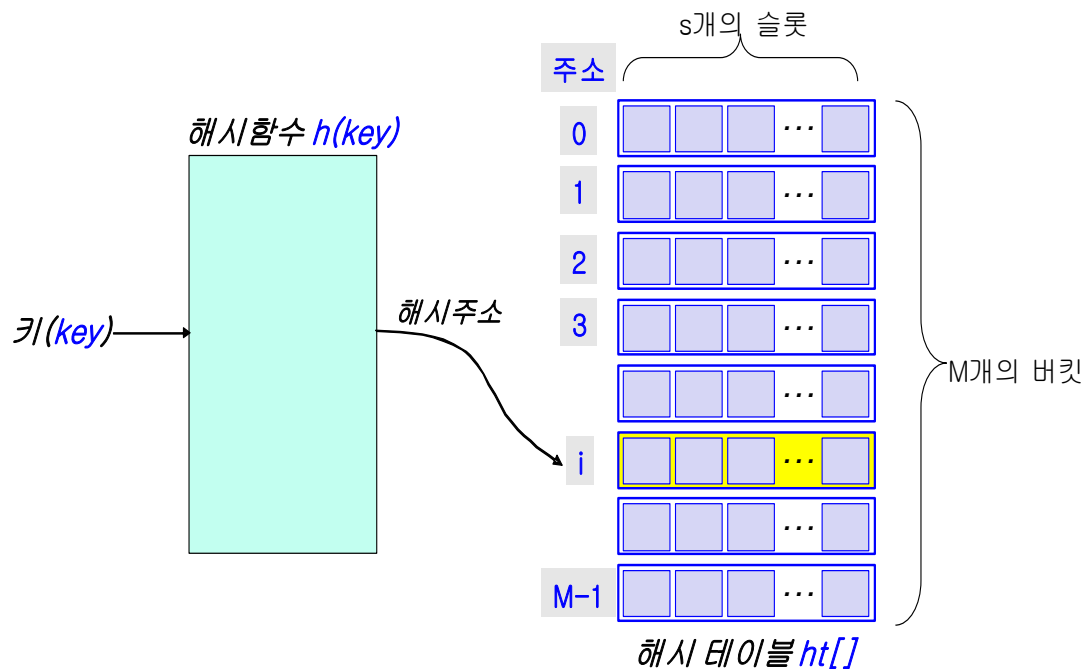 s개의 슬롯
주소
해시함수 h(key)
0
···
1
···
2
···
키(key)
해시주소
3
···
···
M개의 버킷
i
···
···
M-1
···
해시 테이블 ht[]